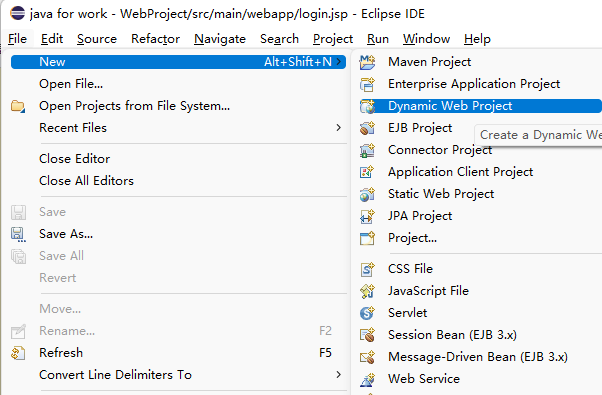 java for work - WebProject/src/main/webapp/login.jsp - Eclipse IDE
File Edit Source Refactor Navigate Search Project Run Window Help
New Alt+Shift+N >
Open File...
Open Projects from File System...
Recent Files >
Close Editor
Close All Editors
Save
Save As...
Save All
Revert
Move...
Rename... F2
Refresh F5
Convert Line Delimiters To >
Maven Project
Enterprise Application Project
Dynamic Web Project
EJB Project
Create a Dynamic We
Connector Project
Application Client Project
Static Web Project
JPA Project
Project...
CSS File
JavaScript File
Servlet
Session Bean (EJB 3.x)
Message-Driven Bean (EJB 3.x)
Web Service